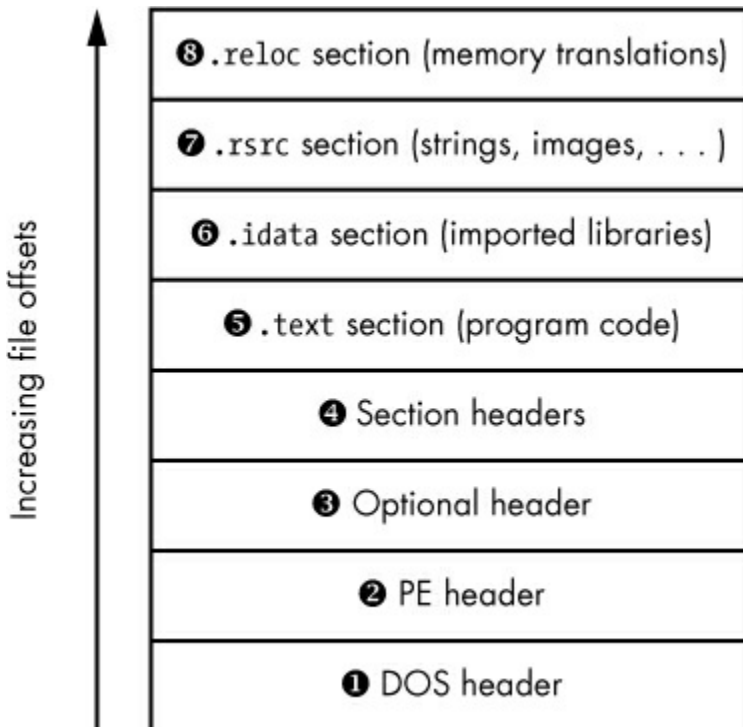 Increasing file offsets
❽ .reloc section (memory translations)
❼ .rsrc section (strings, images, . . . )
❻ .idata section (imported libraries)
❺ .text section (program code)
❹ Section headers
❸ Optional header
❷ PE header
❶ DOS header